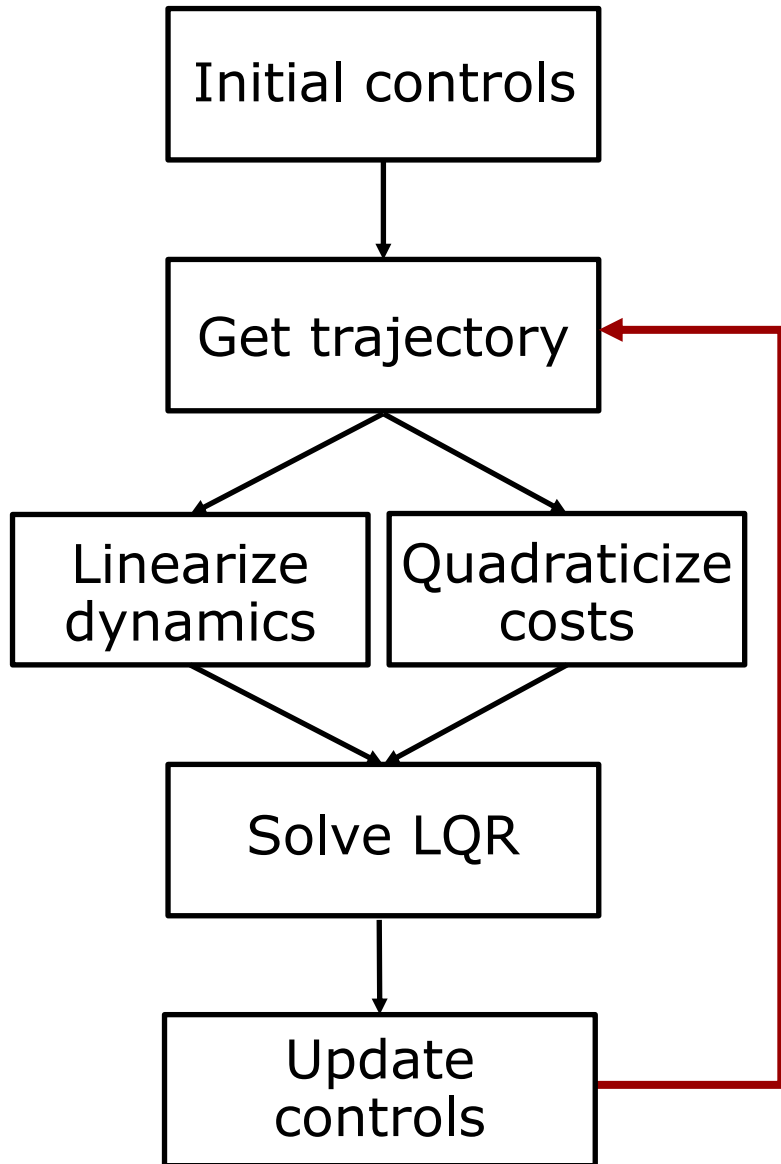 Initial controls
Get trajectory
Linearize
dynamics
Quadraticize
costs
Solve LQR
Update
controls